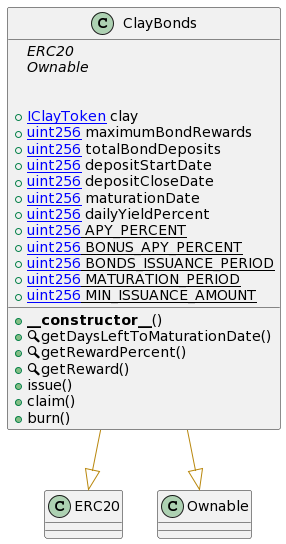 C ClayBonds
ERC20
Ownable
IClayToken clay
uint256 maximumBondRewards
uint256 totalBondDeposits
uint256 depositStartDate
uint256 depositCloseDate
uint256 maturationDate
uint256 dailyYieldPercent
uint256 APY_PERCENT
uint256 BONUS_APY_PERCENT
uint256 BONDS_ISSUANCE_PERIOD
uint256 MATURATION_PERIOD
uint256 MIN_ISSUANCE_AMOUNT
__constructor__()
🔍getDaysLeftToMaturationDate()
🔍getRewardPercent()
🔍getReward()
issue()
claim()
burn()
C ERC20
C Ownable